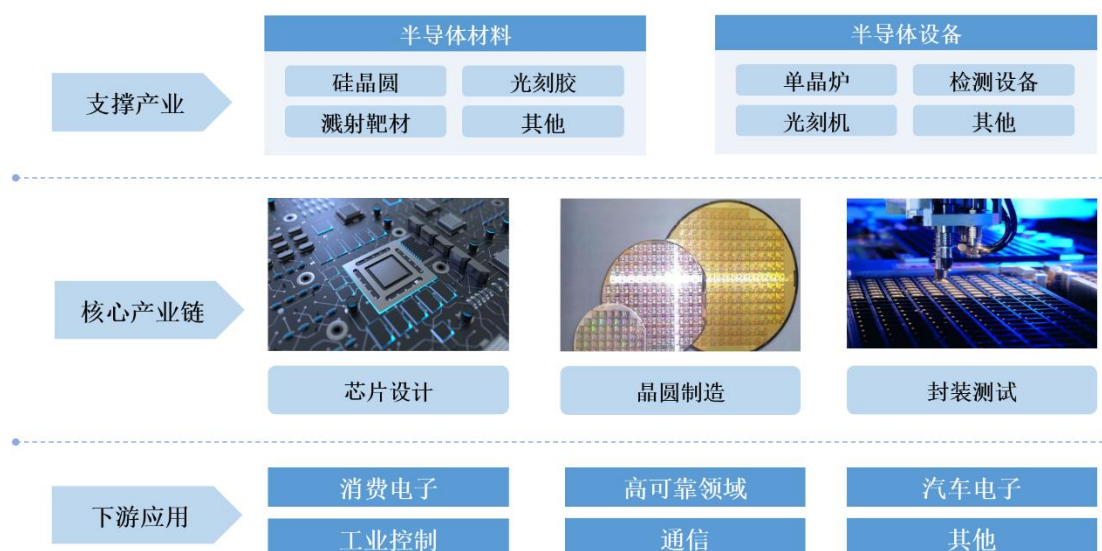 半导体材料
半导体设备
支撑产业
硅晶圆
光刻胶
单晶炉
检测设备
溅射靶材
其他
光刻机
其他
核心产业链
芯片设计
晶圆制造
封装测试
下游应用
消费电子
高可靠领域
汽车电子
工业控制
通信
其他